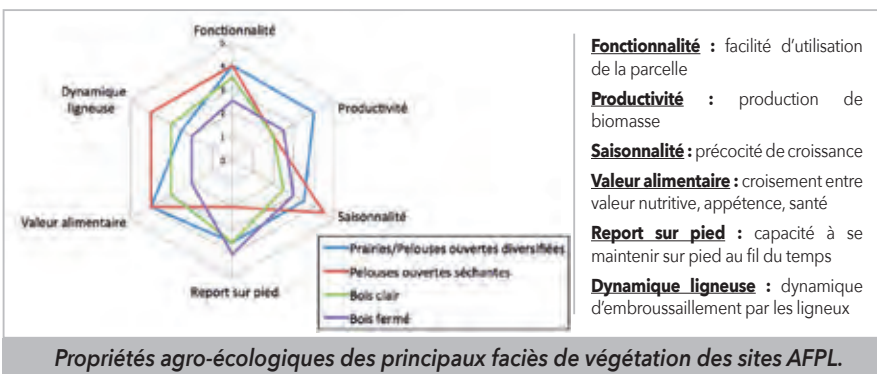 Fonctionnalité
5
4
3
2
1
0
Dynamique
ligneuse
Productivité
Valeur alimentaire
Saisonnalité
Report sur pied
Prairies/Pelouses ouvertes diversifiées
Pelouses ouvertes séchantes
Bois clair
Bois fermé
Fonctionnalité : facilité d'utilisation
de la parcelle
Productivité : production de
biomasse
Saisonnalité : précocité de croissance
Valeur alimentaire : croisement entre
valeur nutritive, appétence, santé
Report sur pied : capacité à se
maintenir sur pied au fil du temps
Dynamique ligneuse : dynamique
d'embroussaillement par les ligneux
Propriétés agro-écologiques des principaux faciès de végétation des sites AFPL.